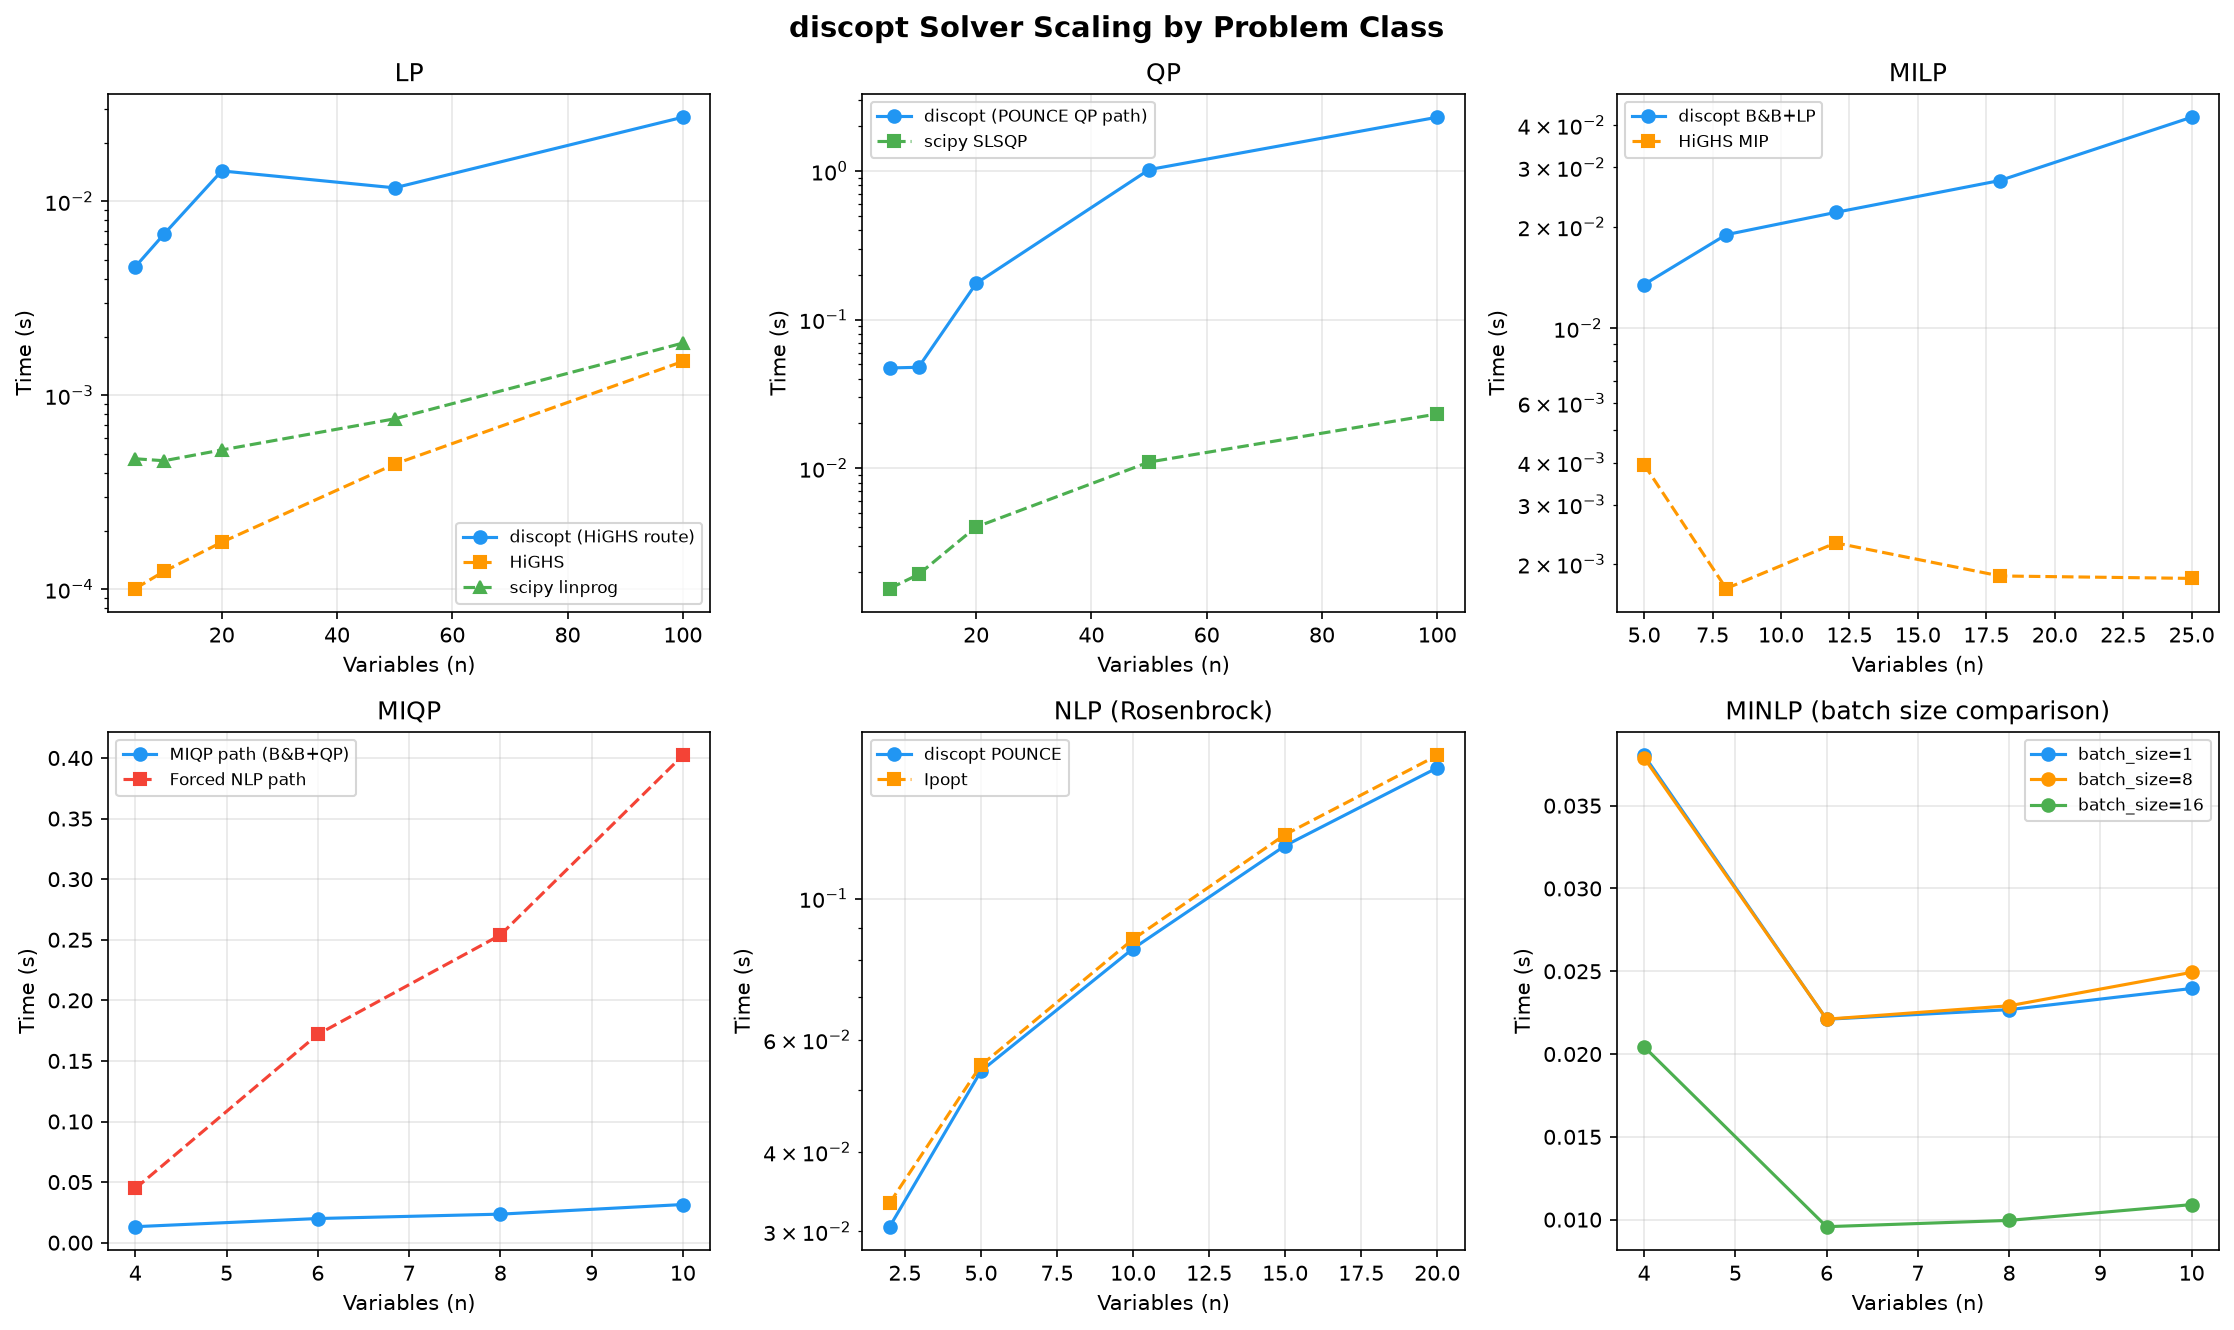 discopt Solver Scaling by Problem Class
LP
Time (s)
10⁻²
10⁻³
10⁻⁴
discopt (HiGHS route)
HiGHS
scipy linprog
20 40 60 80 100
Variables (n)
QP
Time (s)
discopt (POUNCE QP path)
scipy SLSQP
10⁰
10⁻¹
10⁻²
20 40 60 80 100
Variables (n)
MILP
Time (s)
discopt B&B+LP
HiGHS MIP
4 × 10⁻²
3 × 10⁻²
2 × 10⁻²
10⁻²
6 × 10⁻³
4 × 10⁻³
3 × 10⁻³
2 × 10⁻³
5.0 7.5 10.0 12.5 15.0 17.5 20.0 22.5 25.0
Variables (n)
MIQP
Time (s)
MIQP path (B&B+QP)
Forced NLP path
0.40
0.35
0.30
0.25
0.20
0.15
0.10
0.05
0.00
4 5 6 7 8 9 10
Variables (n)
NLP (Rosenbrock)
Time (s)
discopt POUNCE
Ipopt
10⁻¹
6 × 10⁻²
4 × 10⁻²
3 × 10⁻²
2.5 5.0 7.5 10.0 12.5 15.0 17.5 20.0
Variables (n)
MINLP (batch size comparison)
Time (s)
batch_size=1
batch_size=8
batch_size=16
0.035
0.030
0.025
0.020
0.015
0.010
4 5 6 7 8 9 10
Variables (n)